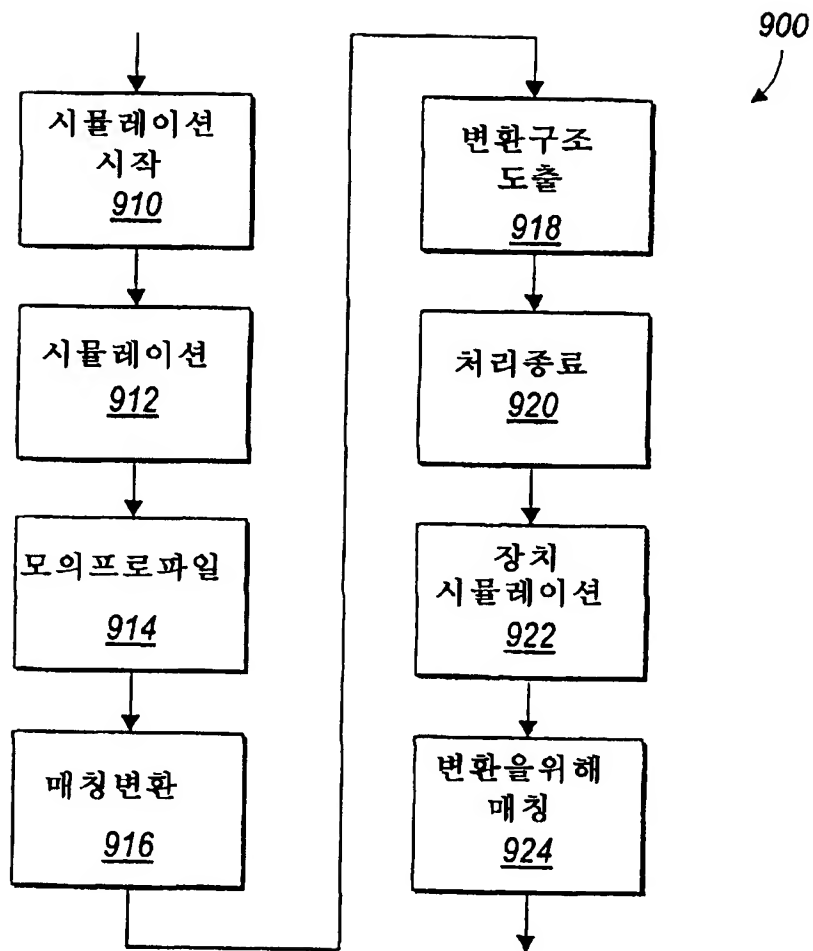 900
시뮬레이션
시작
910
시뮬레이션
912
모의프로파일
914
매칭변환
916
변환구조
도출
918
처리종료
920
장치
시뮬레이션
922
변환을위해
매칭
924